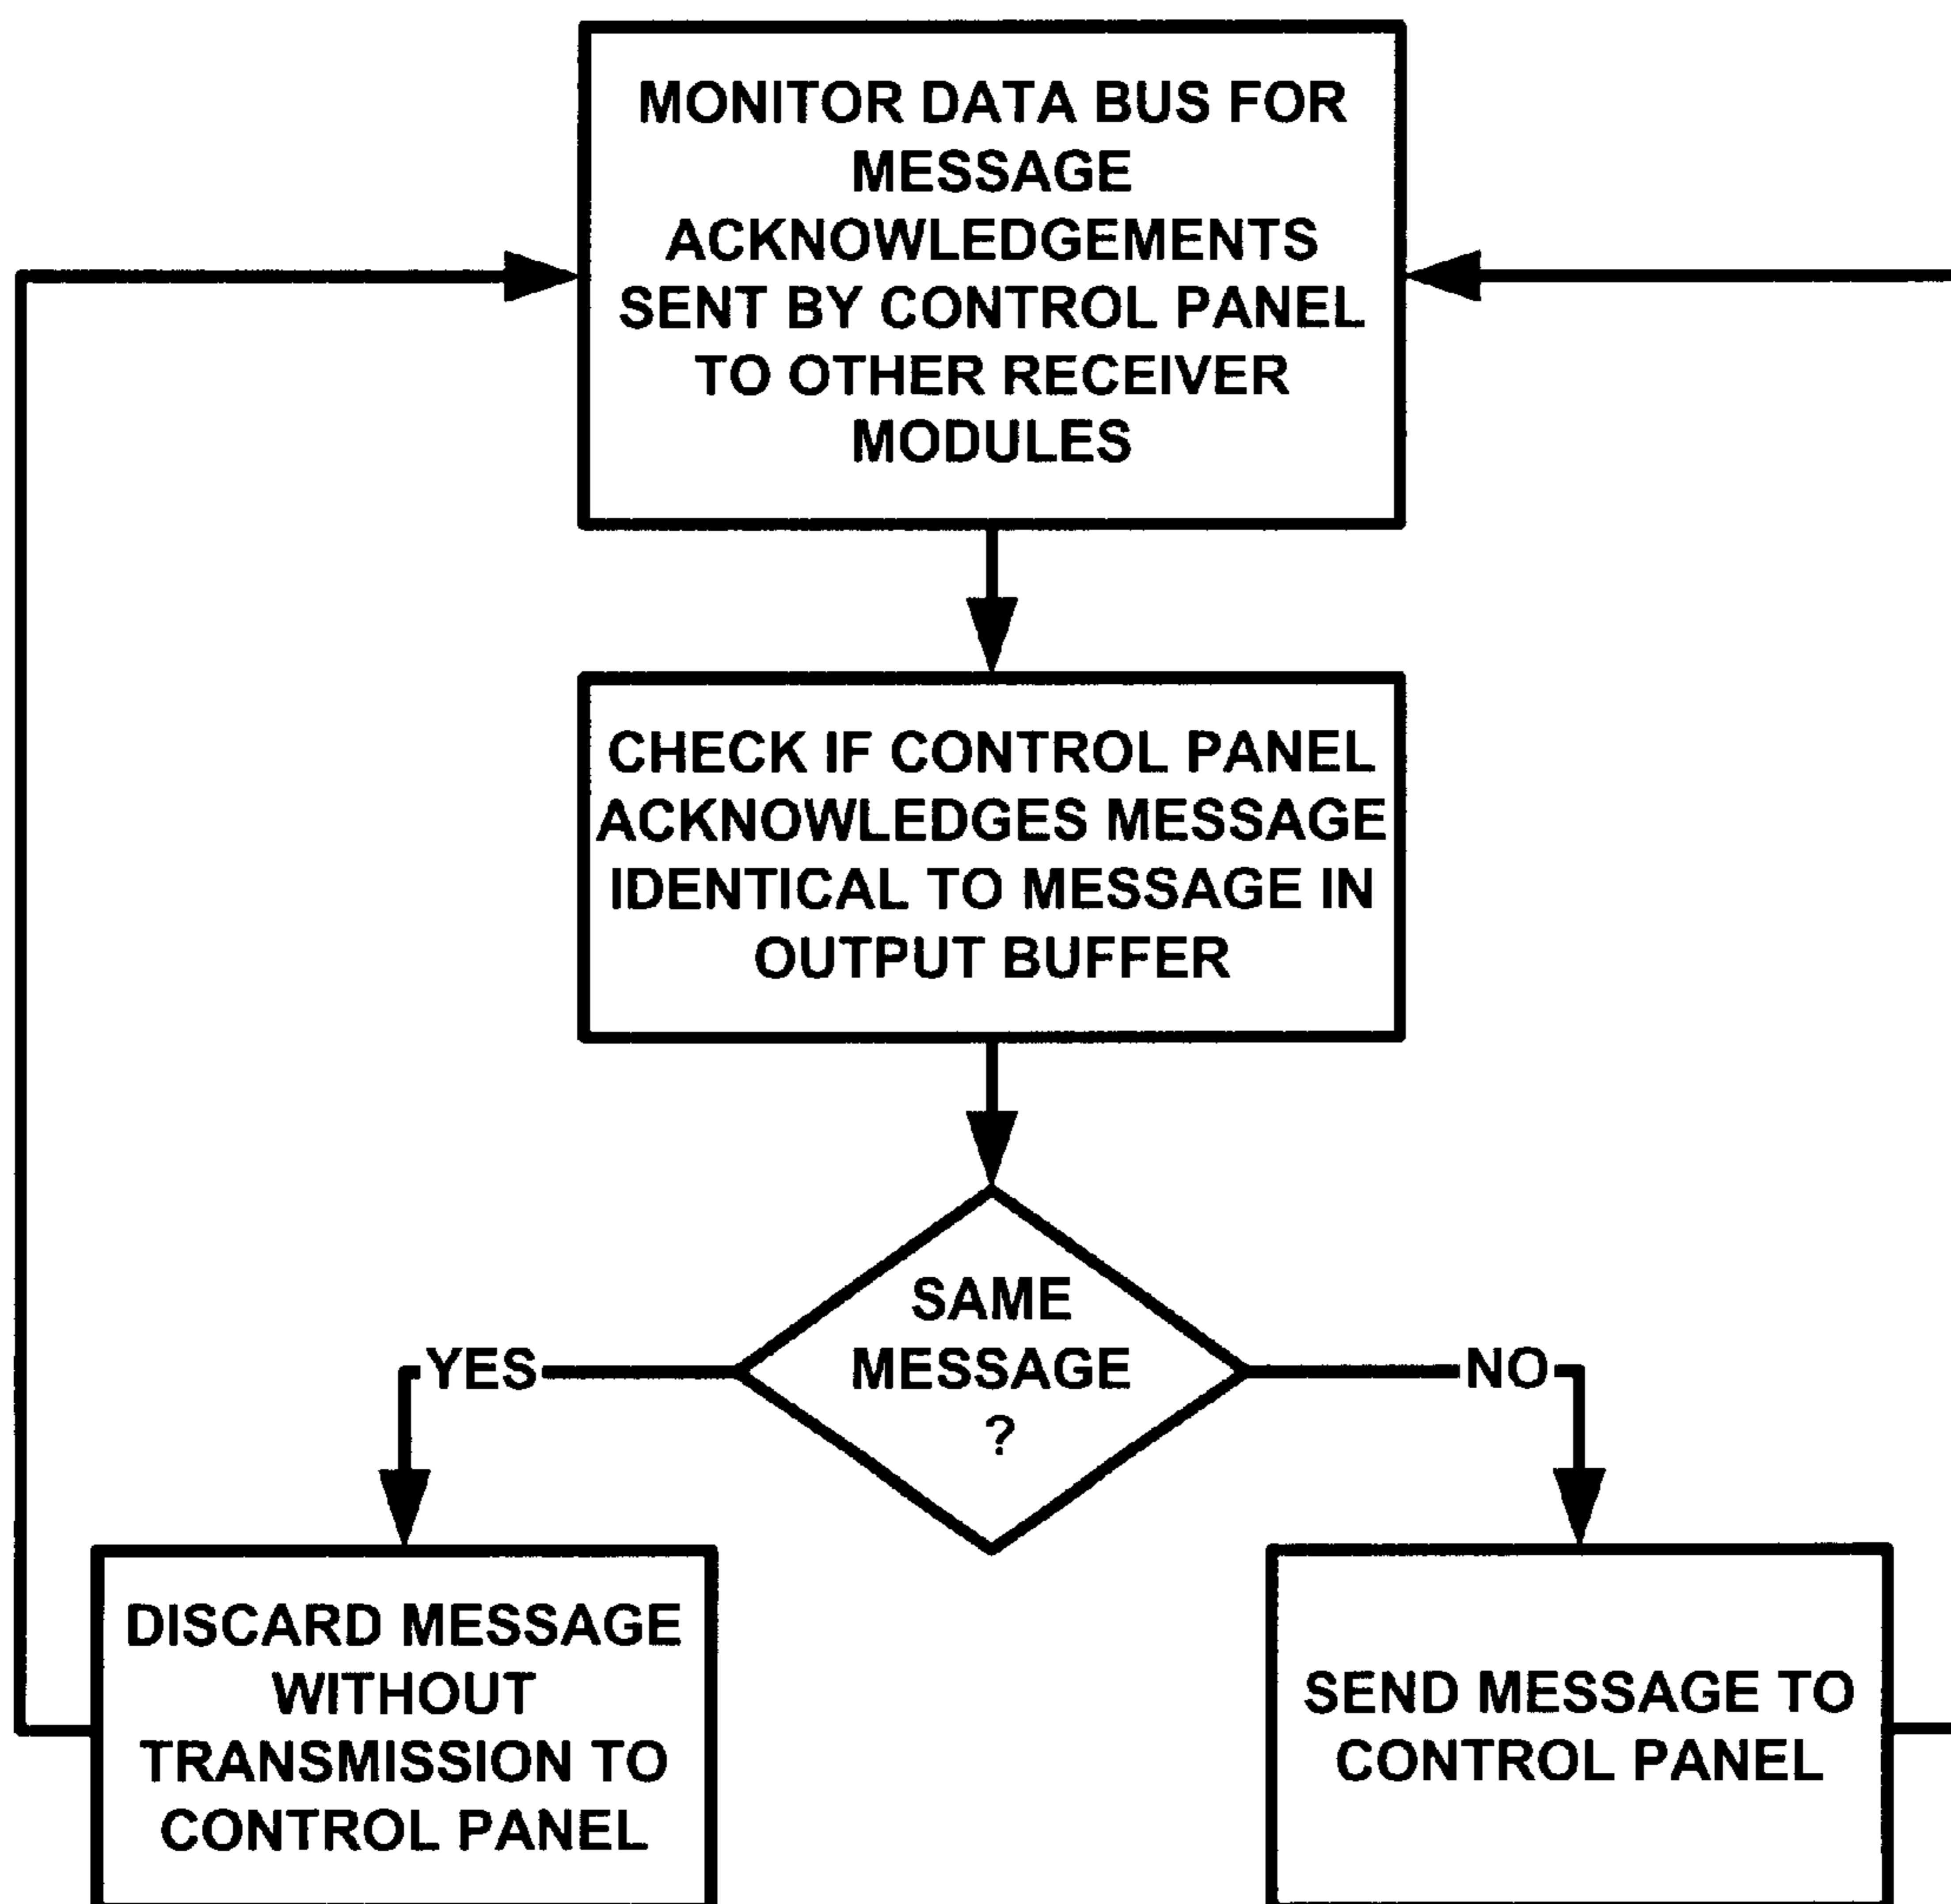 MONITOR DATA BUS FOR
MESSAGE
ACKNOWLEDGEMENTS
SENT BY CONTROL PANEL
TO OTHER RECEIVER
MODULES
CHECK IF CONTROL PANEL
ACKNOWLEDGES MESSAGE
IDENTICAL TO MESSAGE IN
OUTPUT BUFFER
SAME
MESSAGE
?
YES
NO
DISCARD MESSAGE
WITHOUT
TRANSMISSION TO
CONTROL PANEL
SEND MESSAGE TO
CONTROL PANEL